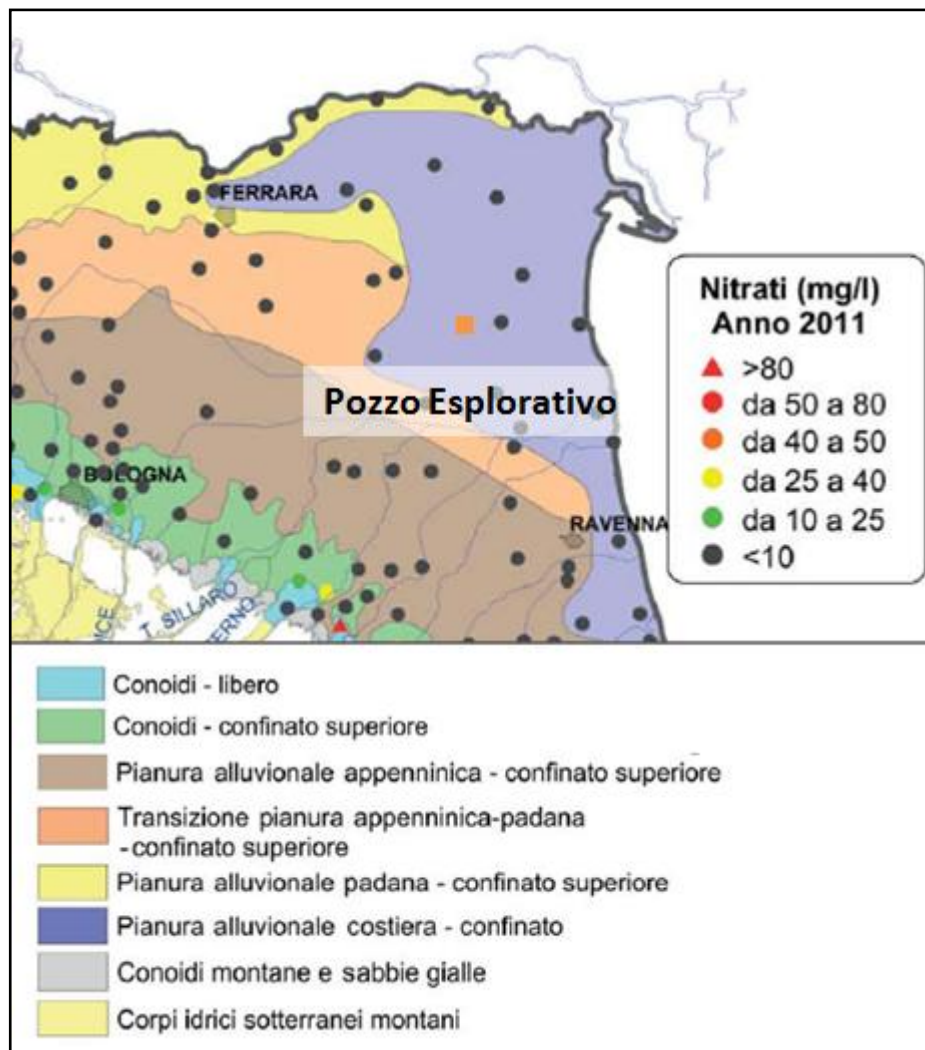 FERRARA
Nitrati (mg/l)
Anno 2011
>80
da 50 a 80
da 40 a 50
da 25 a 40
da 10 a 25
<10
Pozzo Esplorativo
BOLOGNA
RAVENNA
T. SILLARO
Conoidi - libero
Conoidi - confinato superiore
Pianura alluvionale appenninica - confinato superiore
Transizione pianura appenninica-padana
-confinato superiore
Pianura alluvionale padana - confinato superiore
Pianura alluvionale costiera - confinato
Conoidi montane e sabbie gialle
Corpi idrici sotterranei montani